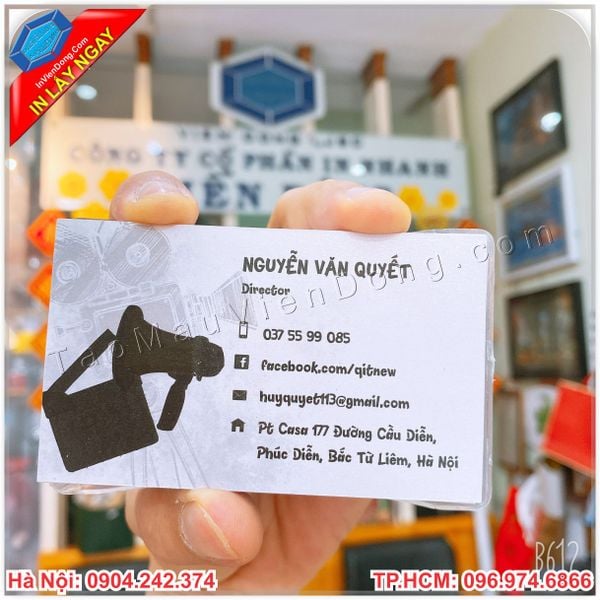 InVienDong.Com
IN LẤY NGAY
CÔNG TY CỔ PHẦN IN NHANH
NGUYỄN VĂN QUYẾT
Director
037 55 99 085
facebook.com/qitnew
huyquyet113@gmail.com
Pt Casa 177 Đường Cầu Diễn,
Phúc Diễn, Bắc Từ Liêm, Hà Nội
TaoMauVienDong.com
B612
Hà Nội: 0904.242.374
TP.HCM: 096.974.6866